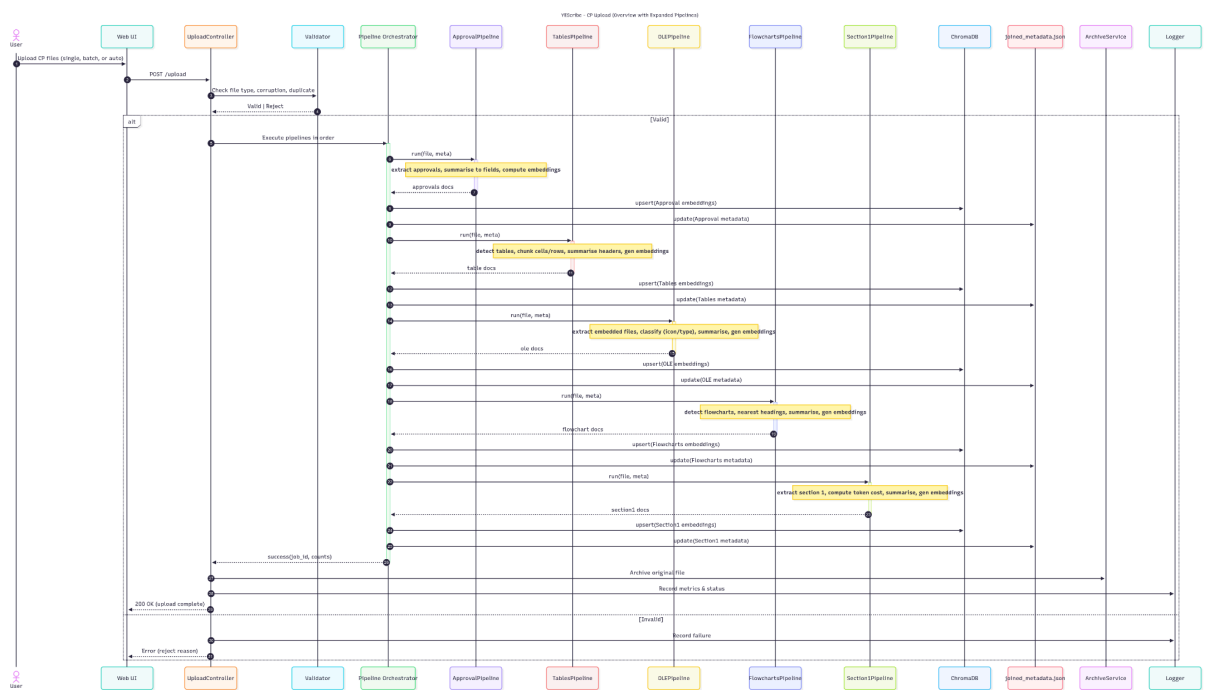 YEScribe - CP Upload (Overview with Expanded Pipelines)
User
Web UI
UploadController
Validator
Pipeline Orchestrator
ApprovalPipeline
TablesPipeline
OLEPipeline
FlowchartsPipeline
Section1Pipeline
ChromaDB
joined_metadata.json
ArchiveService
Logger
Upload CP files (single, batch, or auto)
POST /upload
Check file type, corruption, duplicate
Valid | Reject
alt
[Valid]
Execute pipelines in order
run(file, meta)
extract approvals, summarise to fields, compute embeddings
approvals docs
upsert(Approval embeddings)
update(Approval metadata)
run(file, meta)
detect tables, chunk cells/rows, summarise headers, gen embeddings
table docs
upsert(Tables embeddings)
update(Tables metadata)
run(file, meta)
extract embedded files, classify (icon/type), summarise, gen embeddings
ole docs
upsert(OLE embeddings)
update(OLE metadata)
run(file, meta)
detect flowcharts, nearest headings, summarise, gen embeddings
flowchart docs
upsert(Flowcharts embeddings)
update(Flowcharts metadata)
run(file, meta)
extract section 1, compute token cost, summarise, gen embeddings
section1 docs
upsert(Section1 embeddings)
update(Section1 metadata)
success(job_id, counts)
Archive original file
Record metrics & status
200 OK (upload complete)
[Invalid]
Record failure
Error (reject reason)
User
Web UI
UploadController
Validator
Pipeline Orchestrator
ApprovalPipeline
TablesPipeline
OLEPipeline
FlowchartsPipeline
Section1Pipeline
ChromaDB
joined_metadata.json
ArchiveService
Logger